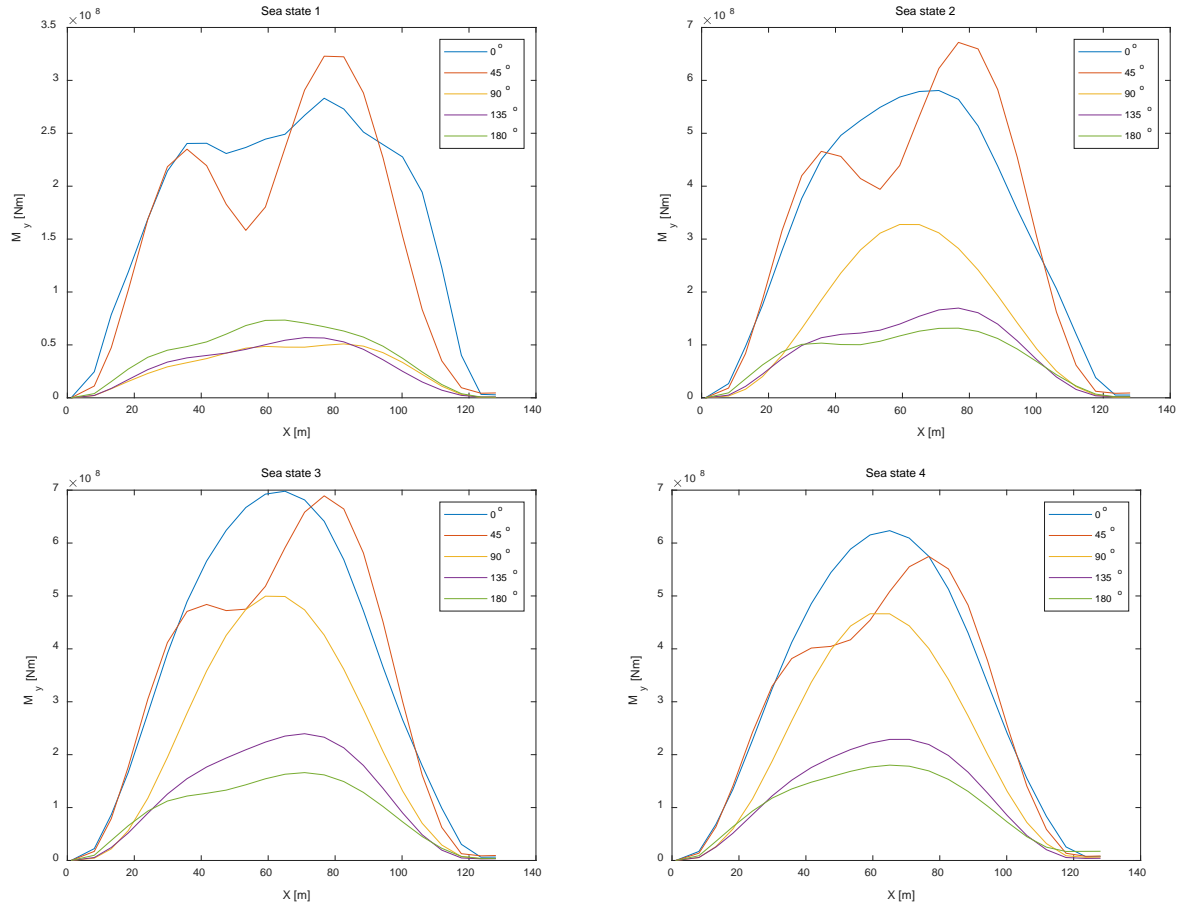 Sea state 1
×10 8
3.5
3
2.5
2
1.5
1
0.5
0
M y [Nm]
0 20 40 60 80 100 120 140
X [m]
0 o
45 o
90 o
135 o
180 o
Sea state 2
×10 8
7
6
5
4
3
2
1
0
M y [Nm]
0 20 40 60 80 100 120 140
X [m]
0 o
45 o
90 o
135 o
180 o
Sea state 3
×10 8
7
6
5
4
3
2
1
0
M y [Nm]
0 20 40 60 80 100 120 140
X [m]
0 o
45 o
90 o
135 o
180 o
Sea state 4
×10 8
7
6
5
4
3
2
1
0
M y [Nm]
0 20 40 60 80 100 120 140
X [m]
0 o
45 o
90 o
135 o
180 o